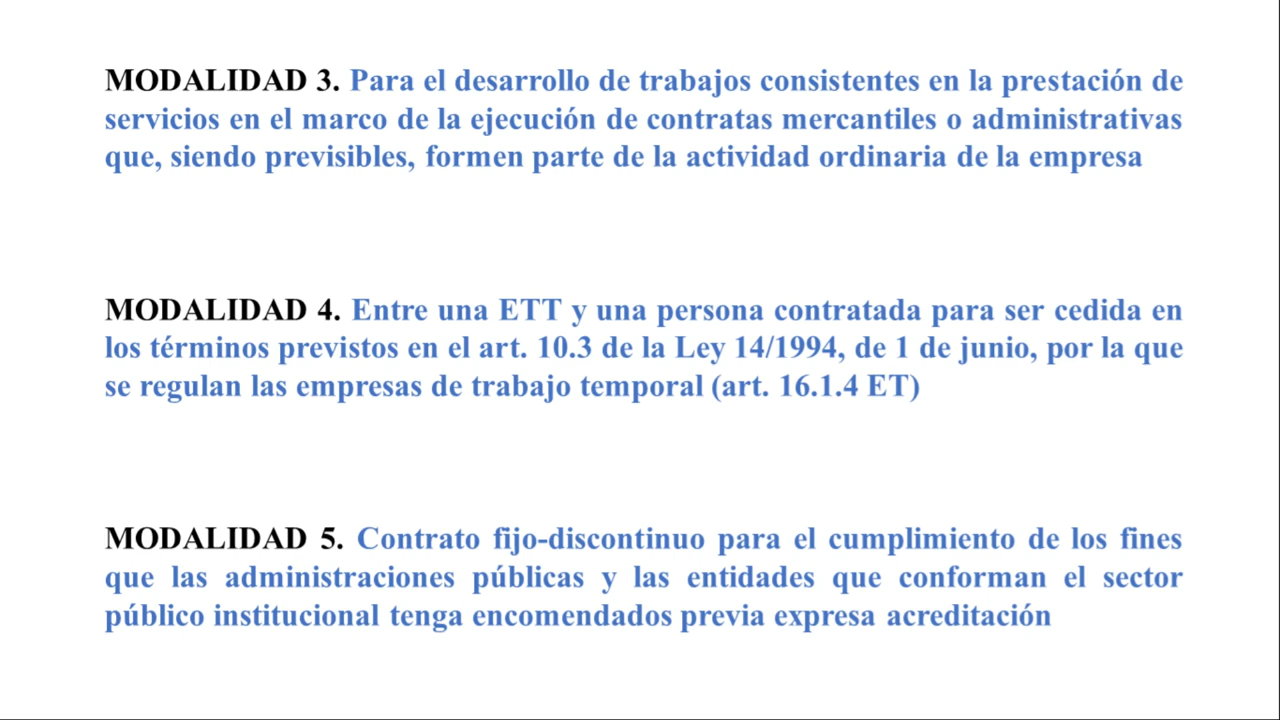 MODALIDAD 3. Para el desarrollo de trabajos consistentes en la prestación de
servicios en el marco de la ejecución de contratas mercantiles o administrativas
que, siendo previsibles, formen parte de la actividad ordinaria de la empresa
MODALIDAD 4. Entre una ETT y una persona contratada para ser cedida en
los términos previstos en el art. 10.3 de la Ley 14/1994, de 1 de junio, por la que
se regulan las empresas de trabajo temporal (art. 16.1.4 ET)
MODALIDAD 5. Contrato fijo-discontinuo para el cumplimiento de los fines
que las administraciones públicas y las entidades que conforman el sector
público institucional tenga encomendados previa expresa acreditación